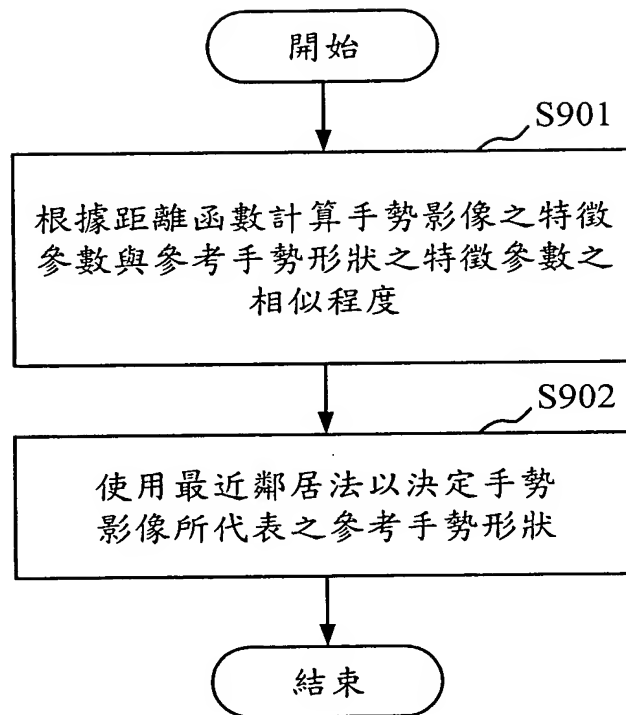 開始
S901
根據距離函數計算手勢影像之特徵
參數與參考手勢形狀之特徵參數之
相似程度
S902
使用最近鄰居法以決定手勢
影像所代表之參考手勢形狀
結束